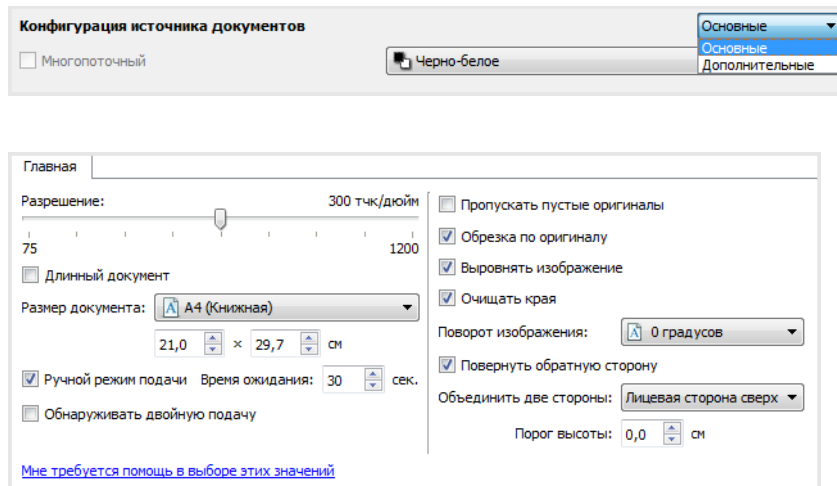 Конфигурация источника документов
Основные
Многопоточный
Черно-белое
Основные
Дополнительные
Главная
Разрешение: 300 тчк/дюйм
75 1200
Длинный документ
Размер документа: A4 (Книжная)
21,0 × 29,7 см
Ручной режим подачи Время ожидания: 30 сек.
Обнаруживать двойную подачу
Мне требуется помощь в выборе этих значений
Пропускать пустые оригиналы
Обрезка по оригиналу
Выровнять изображение
Очищать края
Поворот изображения: 0 градусов
Повернуть обратную сторону
Объединить две стороны: Лицевая сторона сверх
Порог высоты: 0,0 см